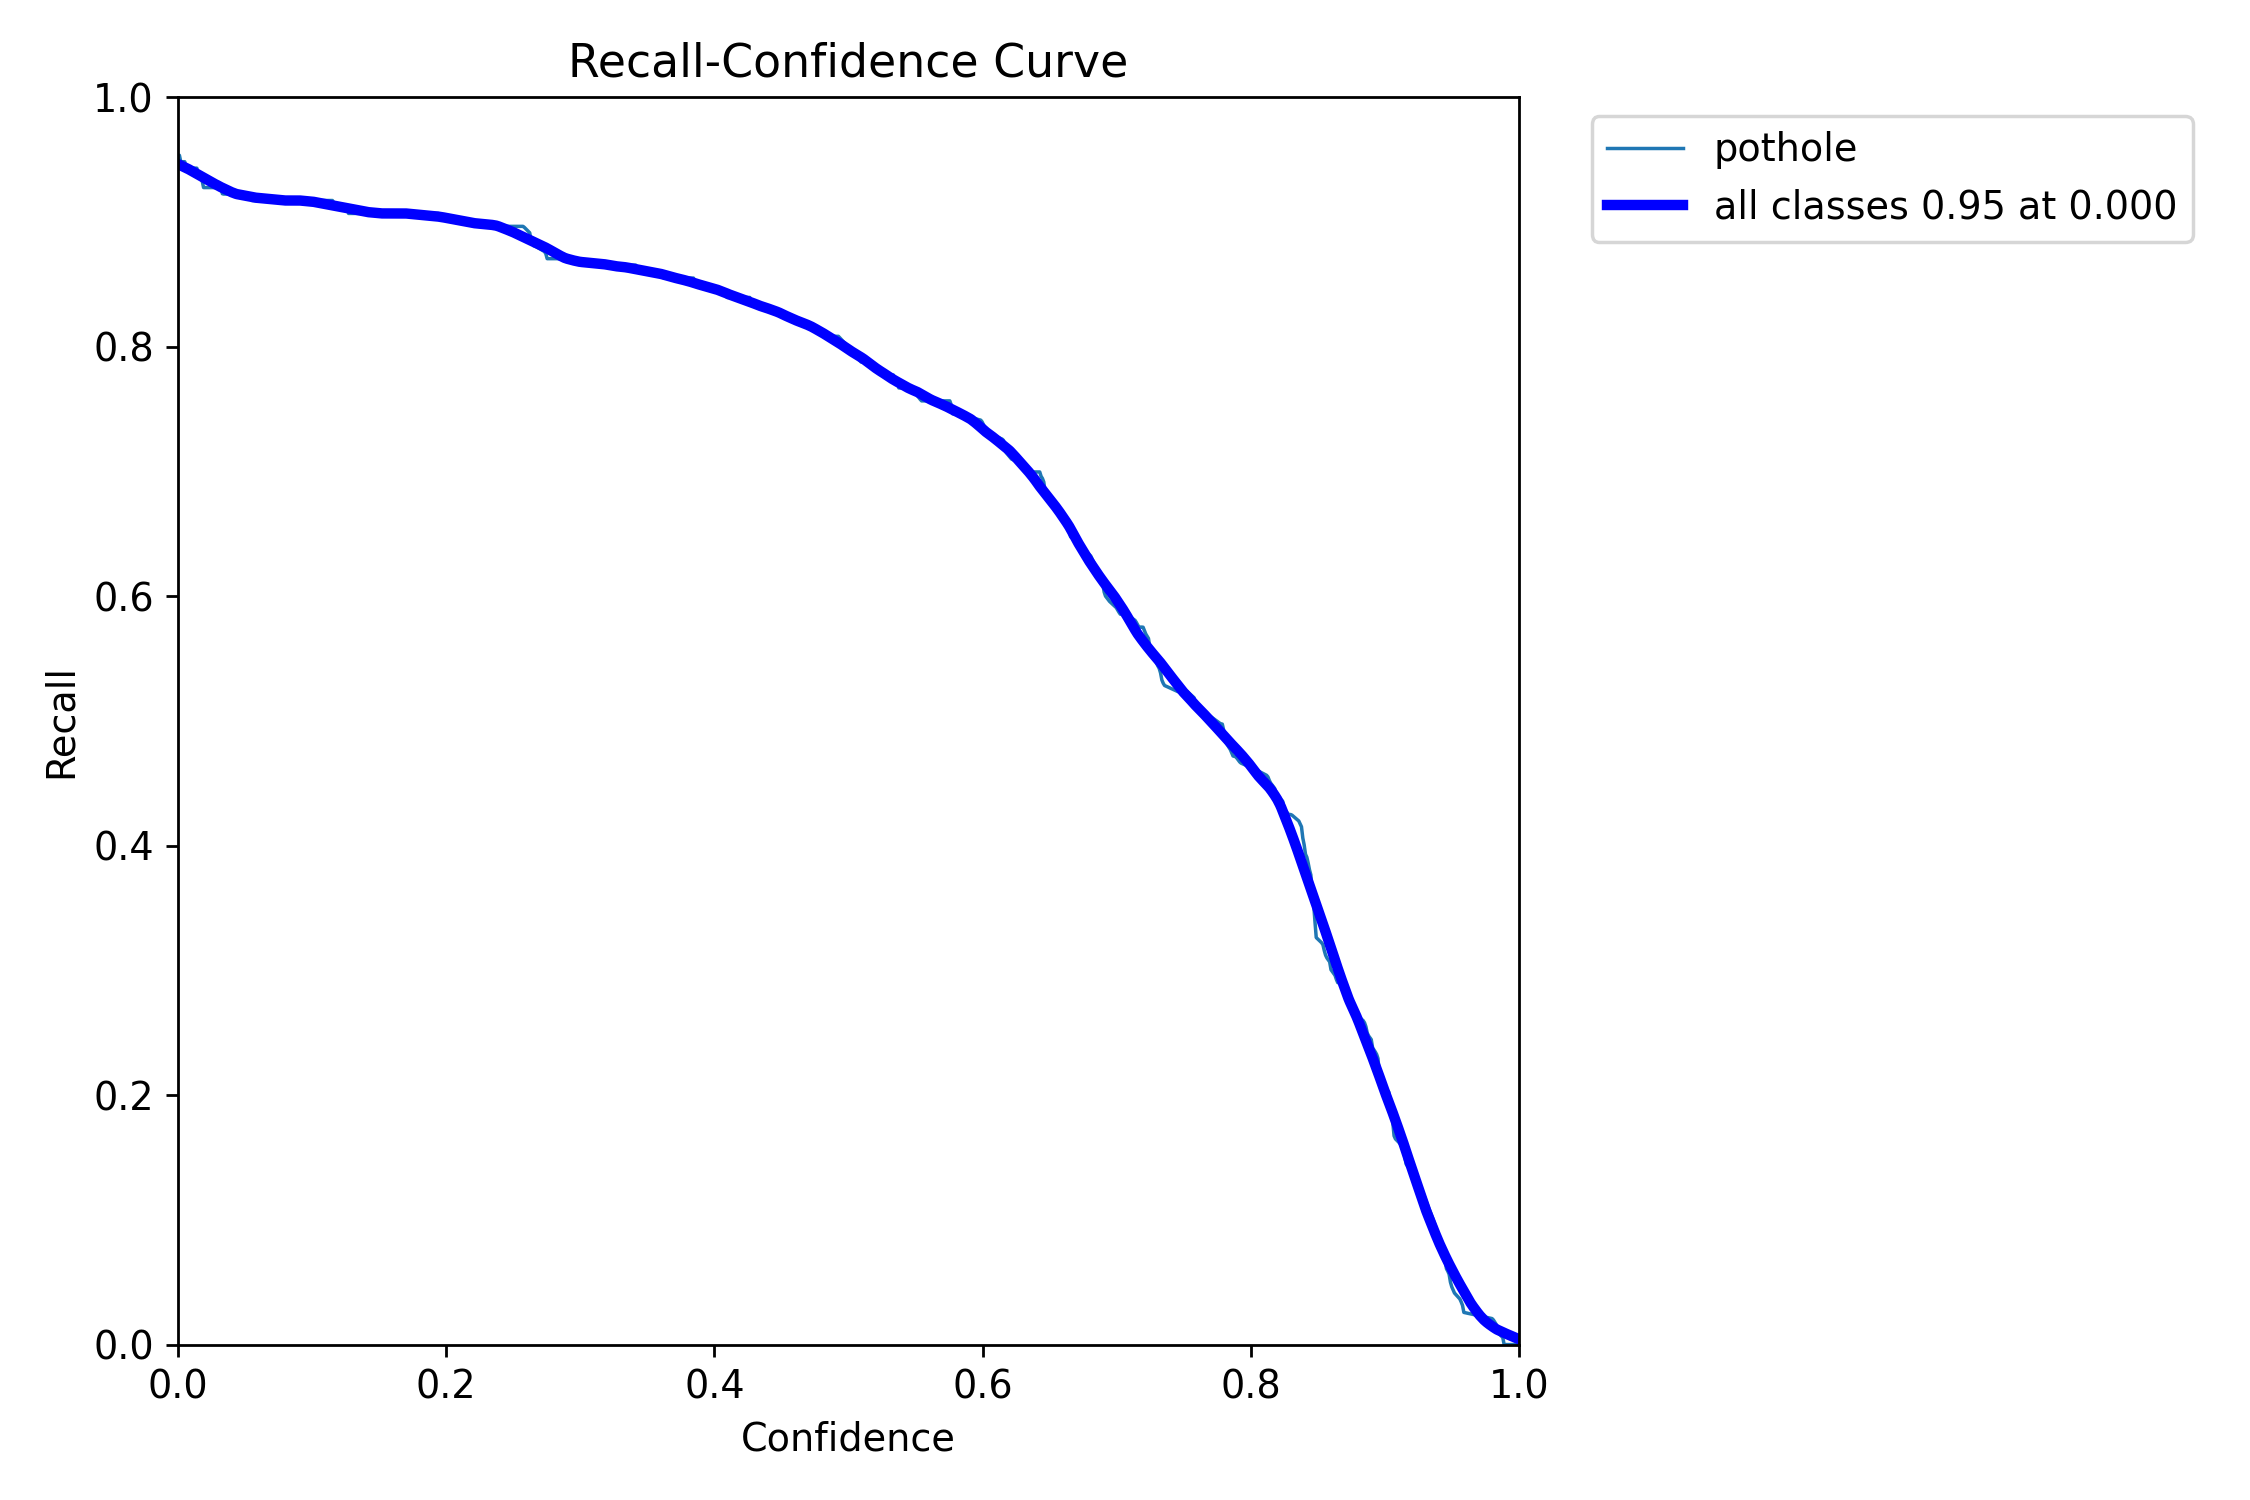 Recall-Confidence Curve
1.0
0.8
0.6
0.4
0.2
0.0
Recall
0.0 0.2 0.4 0.6 0.8 1.0
Confidence
pothole
all classes 0.95 at 0.000